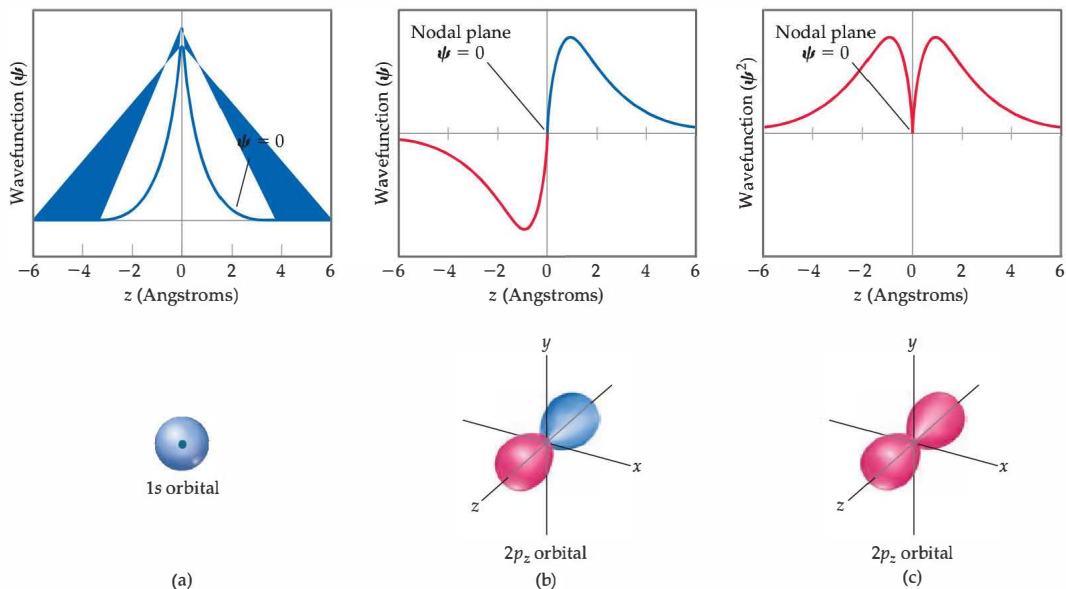 Wavefunction (ψ)
ψ = 0
−6 −4 −2 0 2 4 6
z (Angstroms)
1s orbital
(a)
Wavefunction (ψ)
Nodal plane
ψ = 0
−4 −2 2 4
−6 0 6
z (Angstroms)
y
x
z
2pz orbital
(b)
Wavefunction (ψ²)
Nodal plane
ψ = 0
−4 −2 2 4
−6 0 6
z (Angstroms)
y
x
z
2pz orbital
(c)